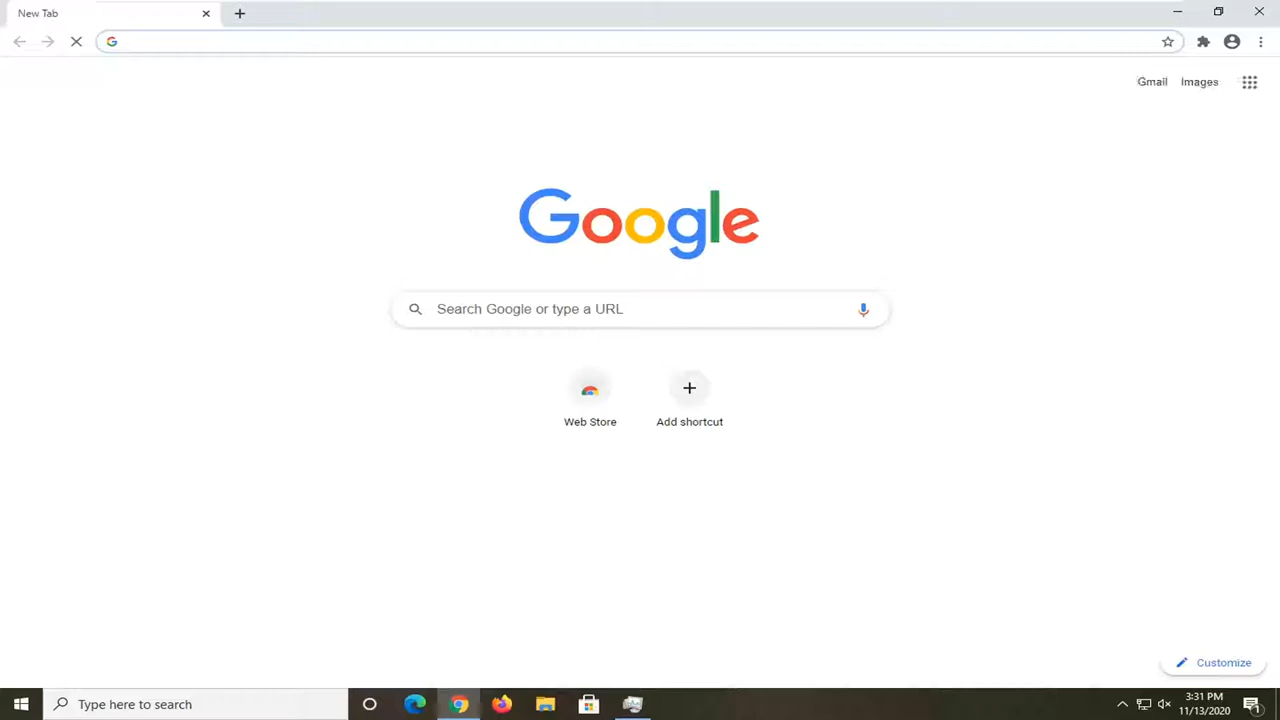 New Tab
Gmail Images
Google
Search Google or type a URL
Web Store Add shortcut
Customize
Type here to search
3:31 PM
11/13/2020
1